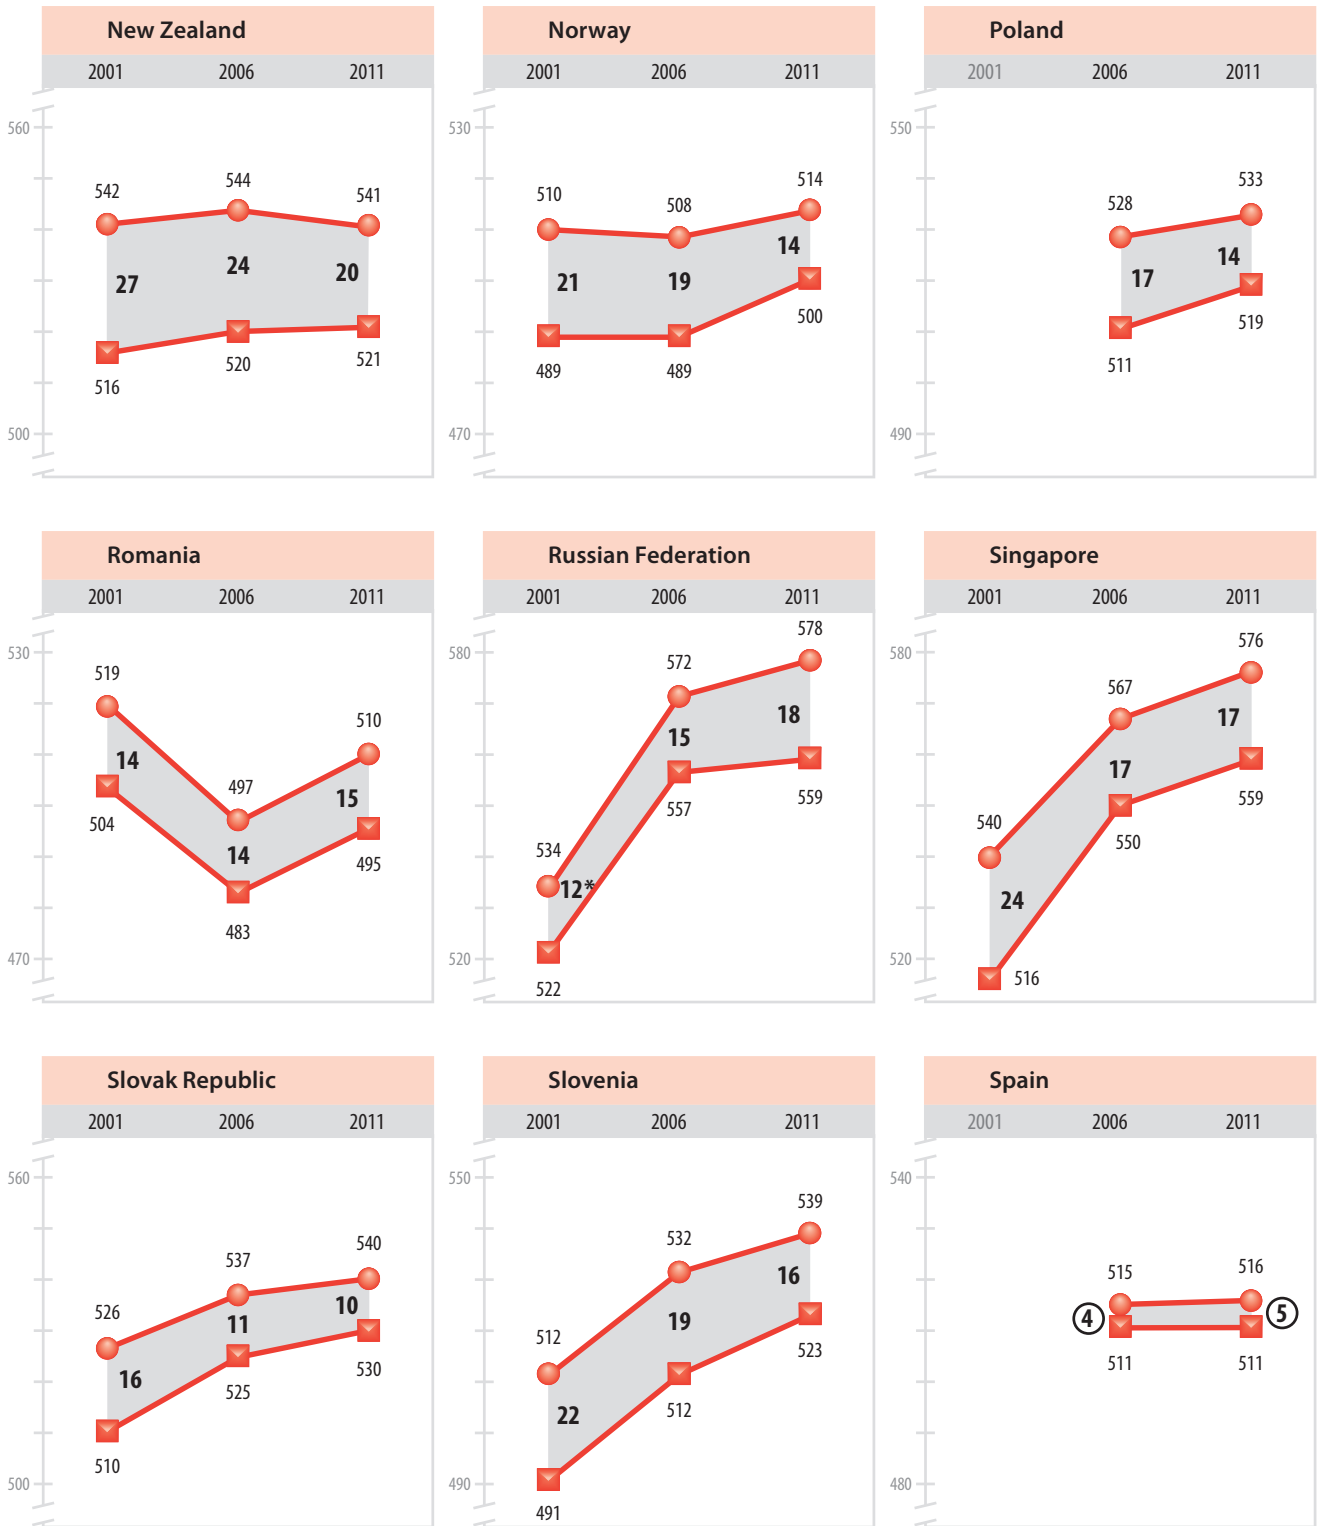 New Zealand
2001 2006 2011
560
542 544 541
27 24 20
516 520 521
500
Norway
2001 2006 2011
530
510 508 514
21 19 14
489 489 500
470
Poland
2001 2006 2011
550
528 533
17 14
511 519
490
Romania
2001 2006 2011
530
519 497 510
14 14 15
504 483 495
470
Russian Federation
2001 2006 2011
580
534 572 578
12* 15 18
522 557 559
520
Singapore
2001 2006 2011
580
540 567 576
24 17 17
516 550 559
520
Slovak Republic
2001 2006 2011
560
526 537 540
16 11 10
510 525 530
500
Slovenia
2001 2006 2011
550
512 532 539
22 19 16
491 512 523
490
Spain
2001 2006 2011
540
515 516
4 5
511 511
480